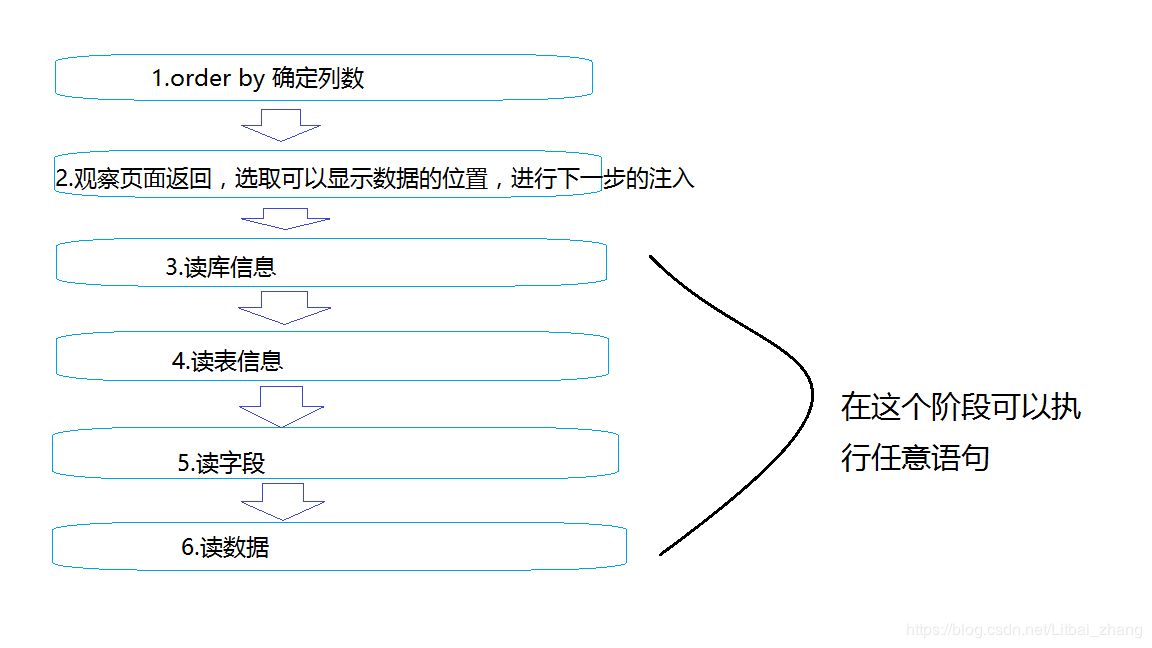 1.order by 确定列数
2.观察页面返回，选取可以显示数据的位置，进行下一步的注入
3.读库信息
4.读表信息
在这个阶段可以执
行任意语句
5.读字段
6.读数据
https://blog.csdn.net/Litbai_zhang